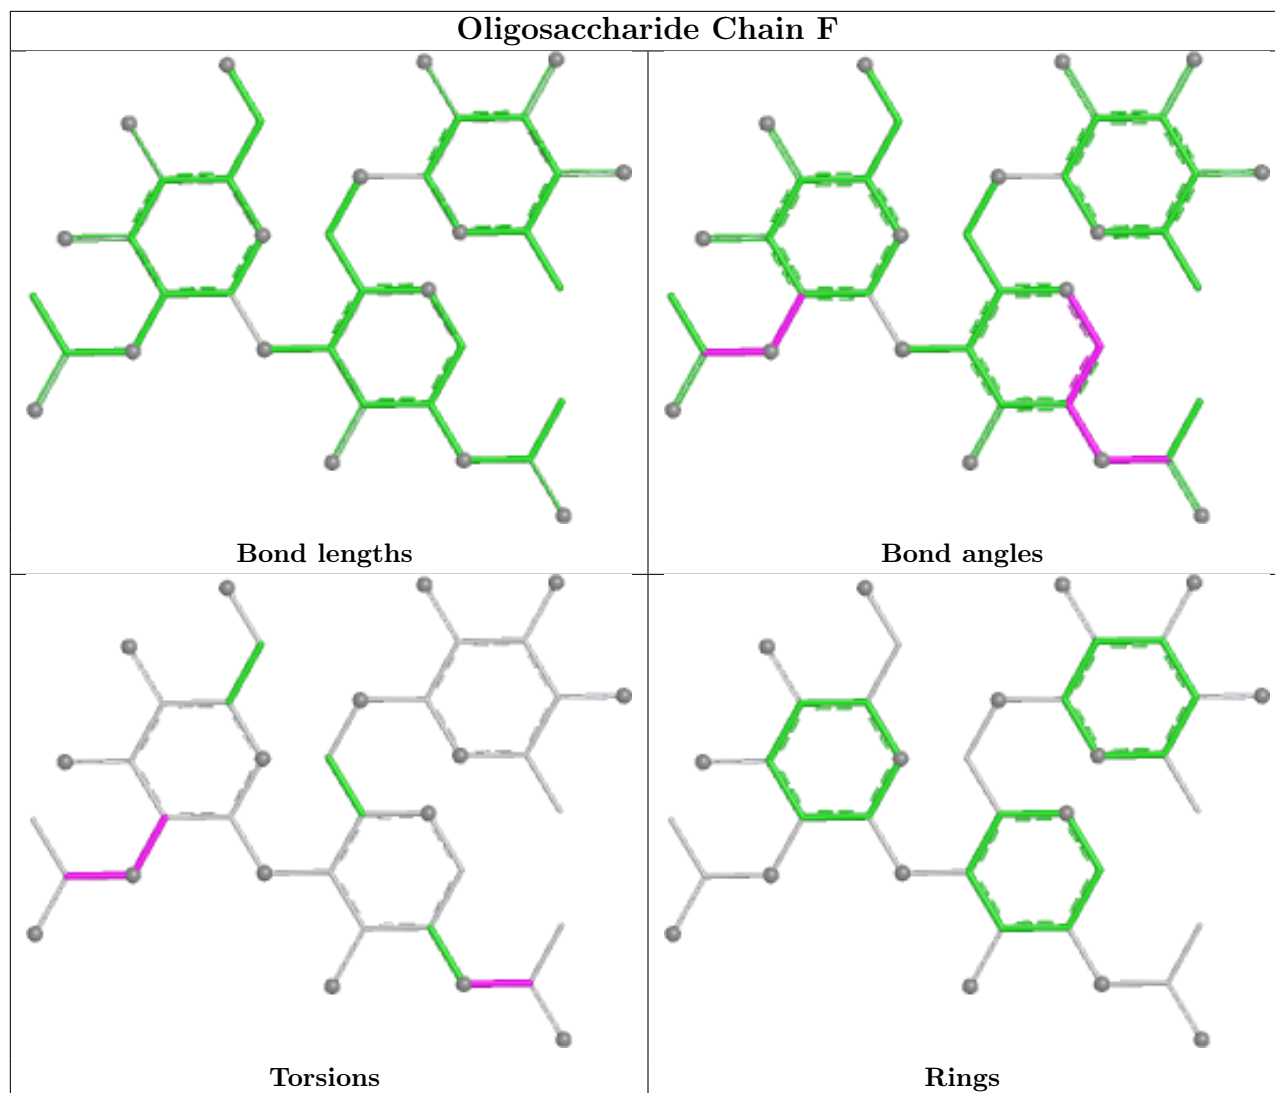 Oligosaccharide Chain F
Bond lengths
Bond angles
Torsions
Rings